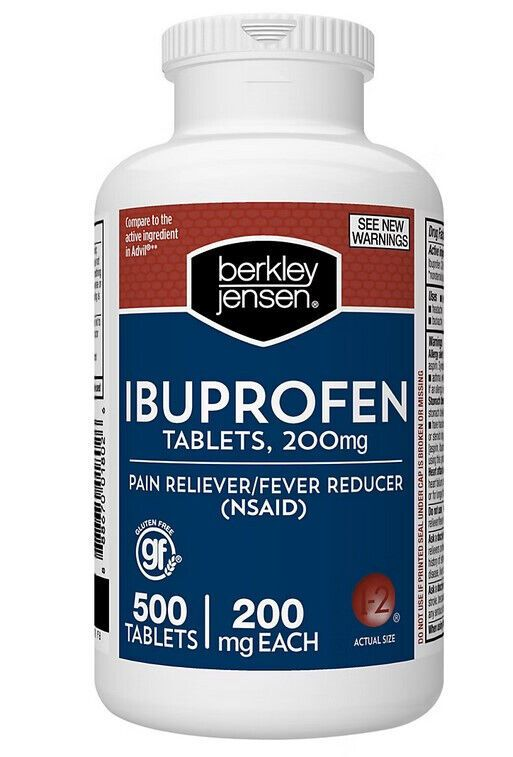 Compare to the
active ingredient
in Advil®**
SEE NEW
WARNINGS
berkley
jensen®
IBUPROFEN
TABLETS, 200mg
PAIN RELIEVER/FEVER REDUCER
(NSAID)
GLUTEN FREE
gf
500
TABLETS
200
mg EACH
I-2
®
ACTUAL SIZE
DO NOT USE IF PRINTED SEAL UNDER CAP IS BROKEN OR MISSING
Uses
Warnings